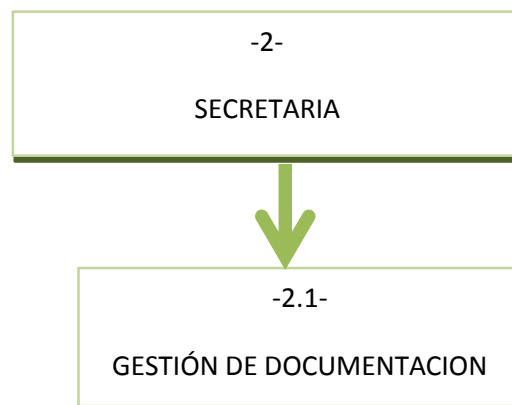 -2-
SECRETARIA
-2.1-
GESTIÓN DE DOCUMENTACION